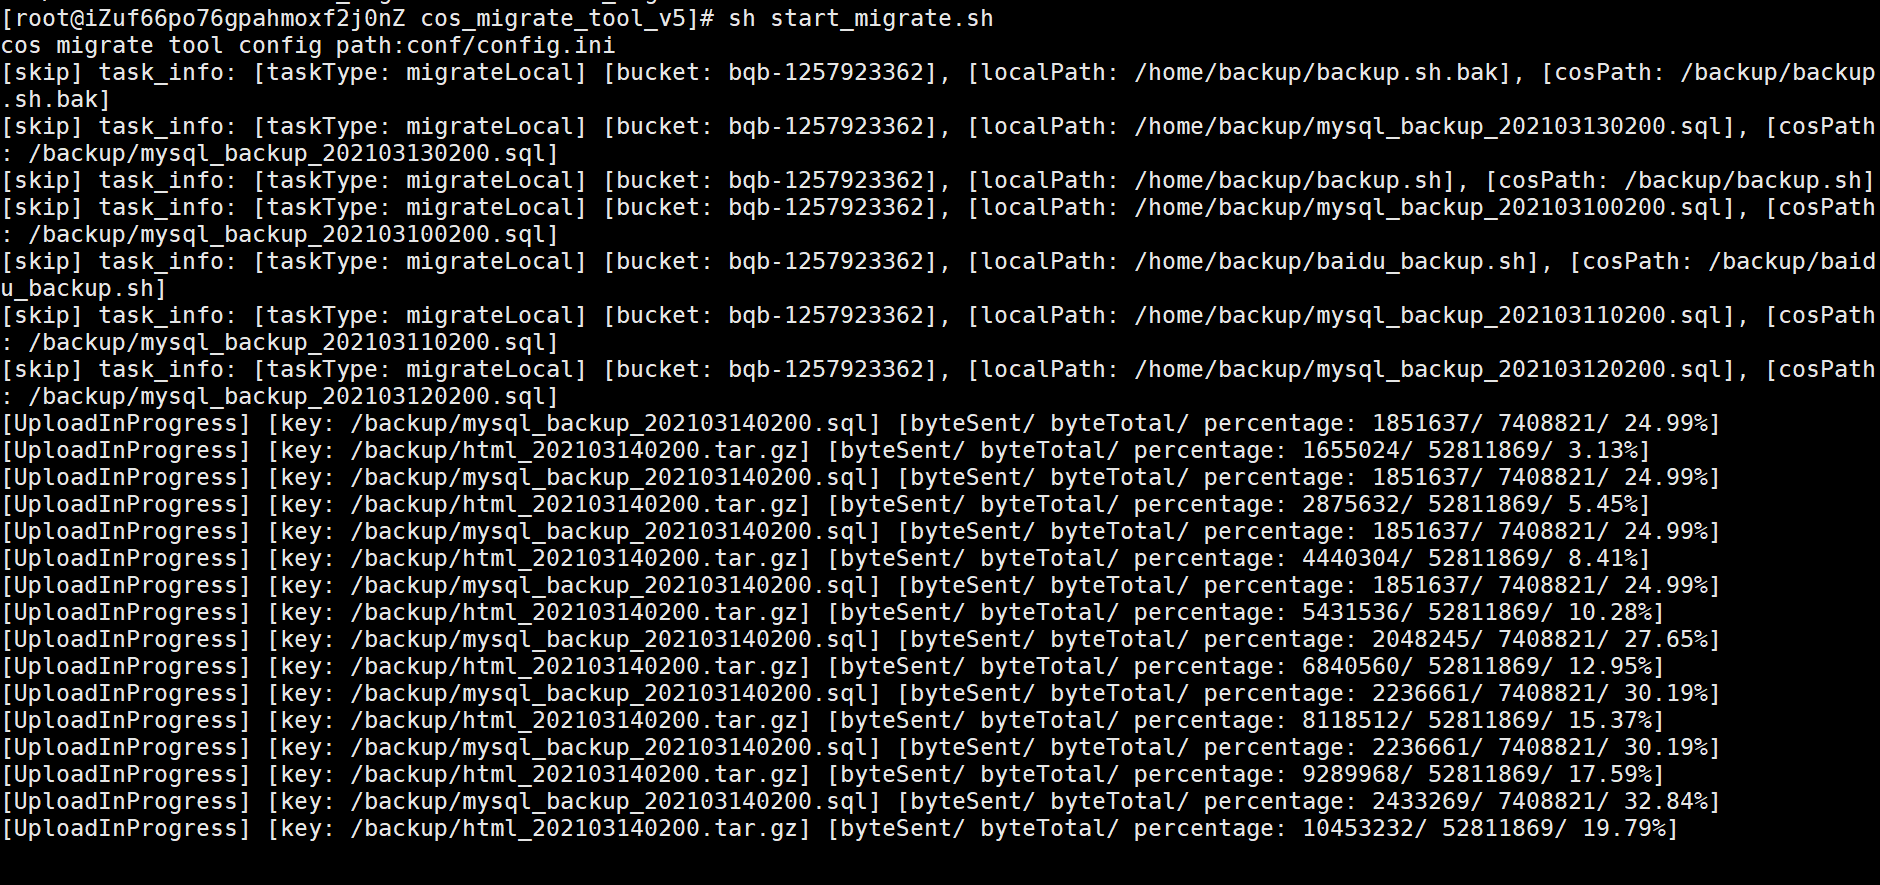 [root@iZuf66po76gpahmoxf2j0nZ cos_migrate_tool_v5]# sh start_migrate.sh
cos migrate tool config path:conf/config.ini
[skip] task_info: [taskType: migrateLocal] [bucket: bqb-1257923362], [localPath: /home/backup/backup.sh.bak], [cosPath: /backup/backup
.sh.bak]
[skip] task_info: [taskType: migrateLocal] [bucket: bqb-1257923362], [localPath: /home/backup/mysql_backup_202103130200.sql], [cosPath
: /backup/mysql_backup_202103130200.sql]
[skip] task_info: [taskType: migrateLocal] [bucket: bqb-1257923362], [localPath: /home/backup/backup.sh], [cosPath: /backup/backup.sh]
[skip] task_info: [taskType: migrateLocal] [bucket: bqb-1257923362], [localPath: /home/backup/mysql_backup_202103100200.sql], [cosPath
: /backup/mysql_backup_202103100200.sql]
[skip] task_info: [taskType: migrateLocal] [bucket: bqb-1257923362], [localPath: /home/backup/baidu_backup.sh], [cosPath: /backup/baid
u_backup.sh]
[skip] task_info: [taskType: migrateLocal] [bucket: bqb-1257923362], [localPath: /home/backup/mysql_backup_202103110200.sql], [cosPath
: /backup/mysql_backup_202103110200.sql]
[skip] task_info: [taskType: migrateLocal] [bucket: bqb-1257923362], [localPath: /home/backup/mysql_backup_202103120200.sql], [cosPath
: /backup/mysql_backup_202103120200.sql]
[UploadInProgress] [key: /backup/mysql_backup_202103140200.sql] [byteSent/ byteTotal/ percentage: 1851637/ 7408821/ 24.99%]
[UploadInProgress] [key: /backup/html_202103140200.tar.gz] [byteSent/ byteTotal/ percentage: 1655024/ 52811869/ 3.13%]
[UploadInProgress] [key: /backup/mysql_backup_202103140200.sql] [byteSent/ byteTotal/ percentage: 1851637/ 7408821/ 24.99%]
[UploadInProgress] [key: /backup/html_202103140200.tar.gz] [byteSent/ byteTotal/ percentage: 2875632/ 52811869/ 5.45%]
[UploadInProgress] [key: /backup/mysql_backup_202103140200.sql] [byteSent/ byteTotal/ percentage: 1851637/ 7408821/ 24.99%]
[UploadInProgress] [key: /backup/html_202103140200.tar.gz] [byteSent/ byteTotal/ percentage: 4440304/ 52811869/ 8.41%]
[UploadInProgress] [key: /backup/mysql_backup_202103140200.sql] [byteSent/ byteTotal/ percentage: 1851637/ 7408821/ 24.99%]
[UploadInProgress] [key: /backup/html_202103140200.tar.gz] [byteSent/ byteTotal/ percentage: 5431536/ 52811869/ 10.28%]
[UploadInProgress] [key: /backup/mysql_backup_202103140200.sql] [byteSent/ byteTotal/ percentage: 2048245/ 7408821/ 27.65%]
[UploadInProgress] [key: /backup/html_202103140200.tar.gz] [byteSent/ byteTotal/ percentage: 6840560/ 52811869/ 12.95%]
[UploadInProgress] [key: /backup/mysql_backup_202103140200.sql] [byteSent/ byteTotal/ percentage: 2236661/ 7408821/ 30.19%]
[UploadInProgress] [key: /backup/html_202103140200.tar.gz] [byteSent/ byteTotal/ percentage: 8118512/ 52811869/ 15.37%]
[UploadInProgress] [key: /backup/mysql_backup_202103140200.sql] [byteSent/ byteTotal/ percentage: 2236661/ 7408821/ 30.19%]
[UploadInProgress] [key: /backup/html_202103140200.tar.gz] [byteSent/ byteTotal/ percentage: 9289968/ 52811869/ 17.59%]
[UploadInProgress] [key: /backup/mysql_backup_202103140200.sql] [byteSent/ byteTotal/ percentage: 2433269/ 7408821/ 32.84%]
[UploadInProgress] [key: /backup/html_202103140200.tar.gz] [byteSent/ byteTotal/ percentage: 10453232/ 52811869/ 19.79%]